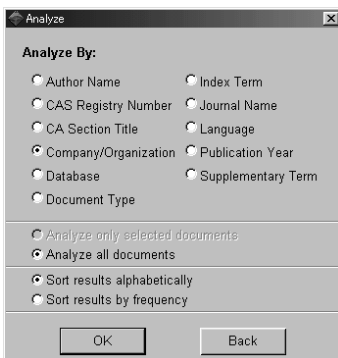 Analyze
Analyze By:
Author Name Index Term
CAS Registry Number Journal Name
CA Section Title Language
Company/Organization Publication Year
Database Supplementary Term
Document Type
Analyze only selected documents
Analyze all documents
Sort results alphabetically
Sort results by frequency
OK Back